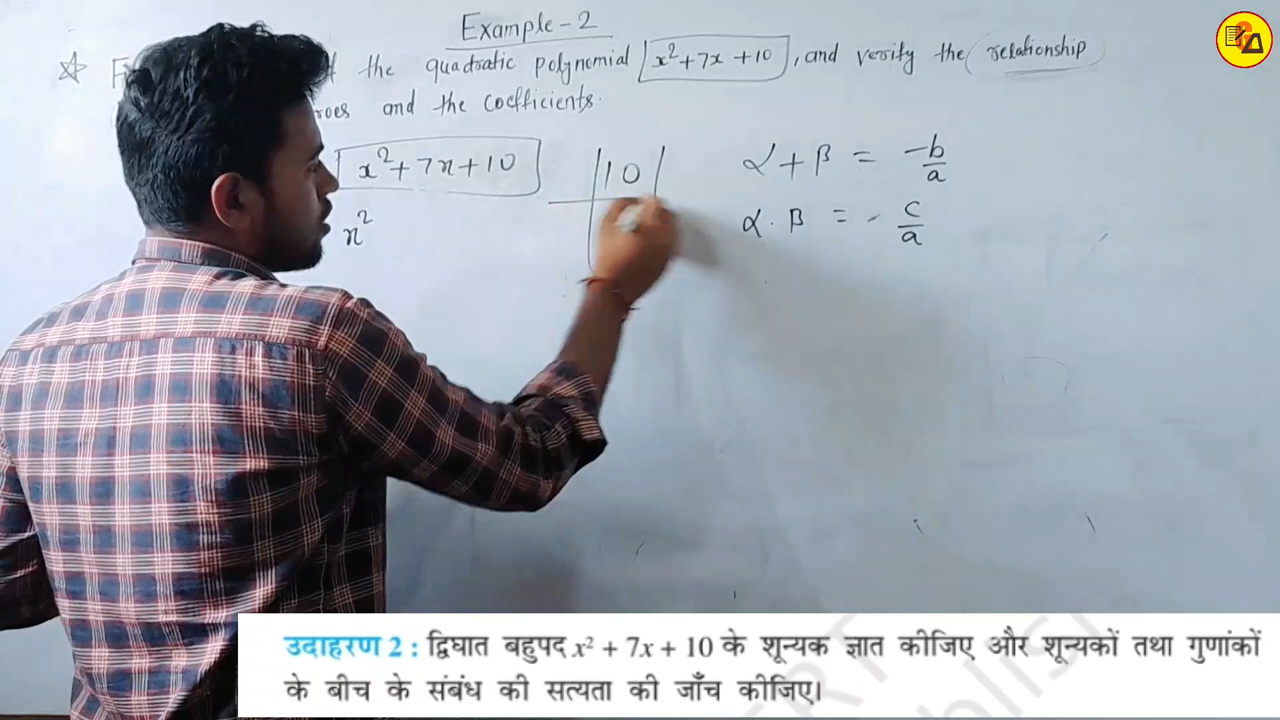 Example-2
the quadratic polynomial x²+7x+10, and verify the relationship
and the coefficients.
x²+7x+10
10
α+β = -b/a
x²
α.β = c/a
उदाहरण 2 : द्विघात बहुपद x² + 7x + 10 के शून्यक ज्ञात कीजिए और शून्यकों तथा गुणांकों
के बीच के संबंध की सत्यता की जाँच कीजिए।